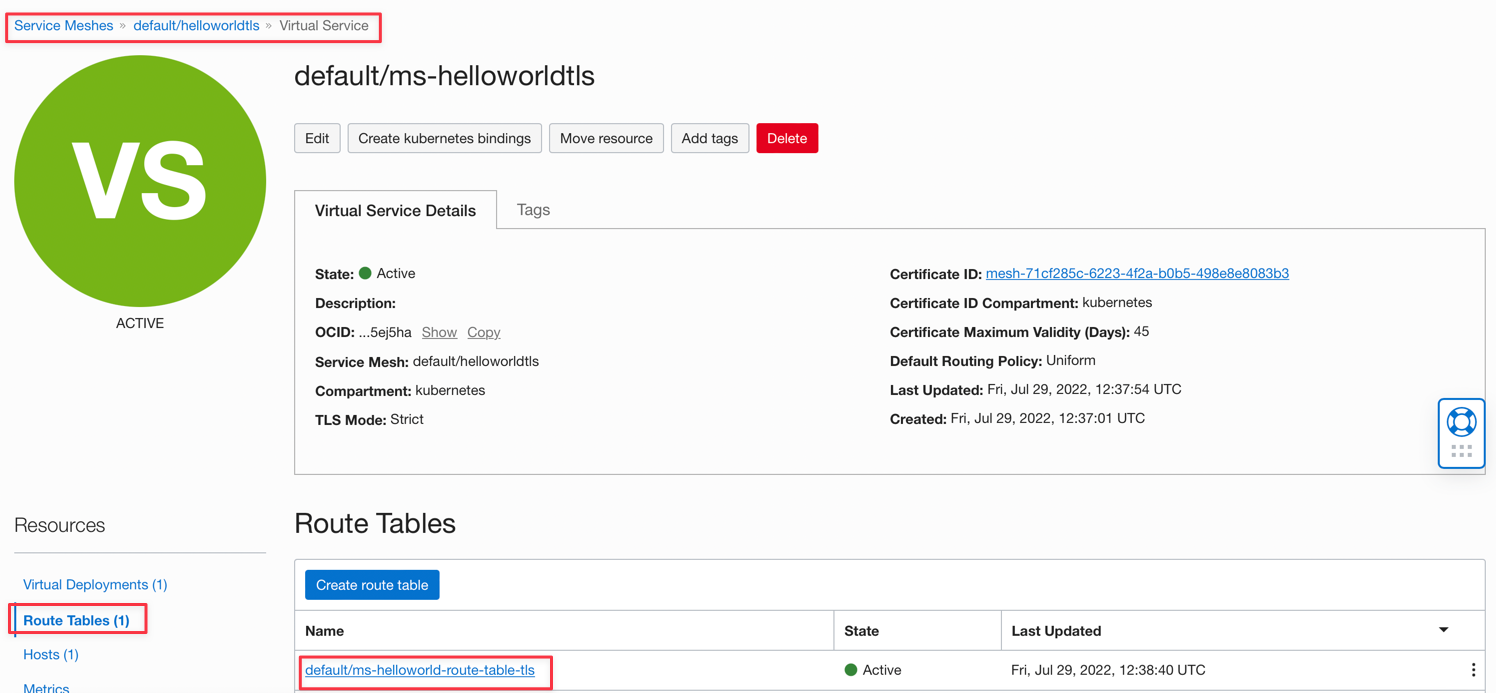 Service Meshes » default/helloworldtls » Virtual Service
VS
ACTIVE
default/ms-helloworldtls
Edit Create kubernetes bindings Move resource Add tags Delete
Virtual Service Details Tags
State: Active
Description:
OCID: ...5ej5ha Show Copy
Service Mesh: default/helloworldtls
Compartment: kubernetes
TLS Mode: Strict
Certificate ID: mesh-71cf285c-6223-4f2a-b0b5-498e8e8083b3
Certificate ID Compartment: kubernetes
Certificate Maximum Validity (Days): 45
Default Routing Policy: Uniform
Last Updated: Fri, Jul 29, 2022, 12:37:54 UTC
Created: Fri, Jul 29, 2022, 12:37:01 UTC
Resources
Virtual Deployments (1)
Route Tables (1)
Hosts (1)
Metrics
Route Tables
Create route table
Name State Last Updated
default/ms-helloworld-route-table-tls Active Fri, Jul 29, 2022, 12:38:40 UTC